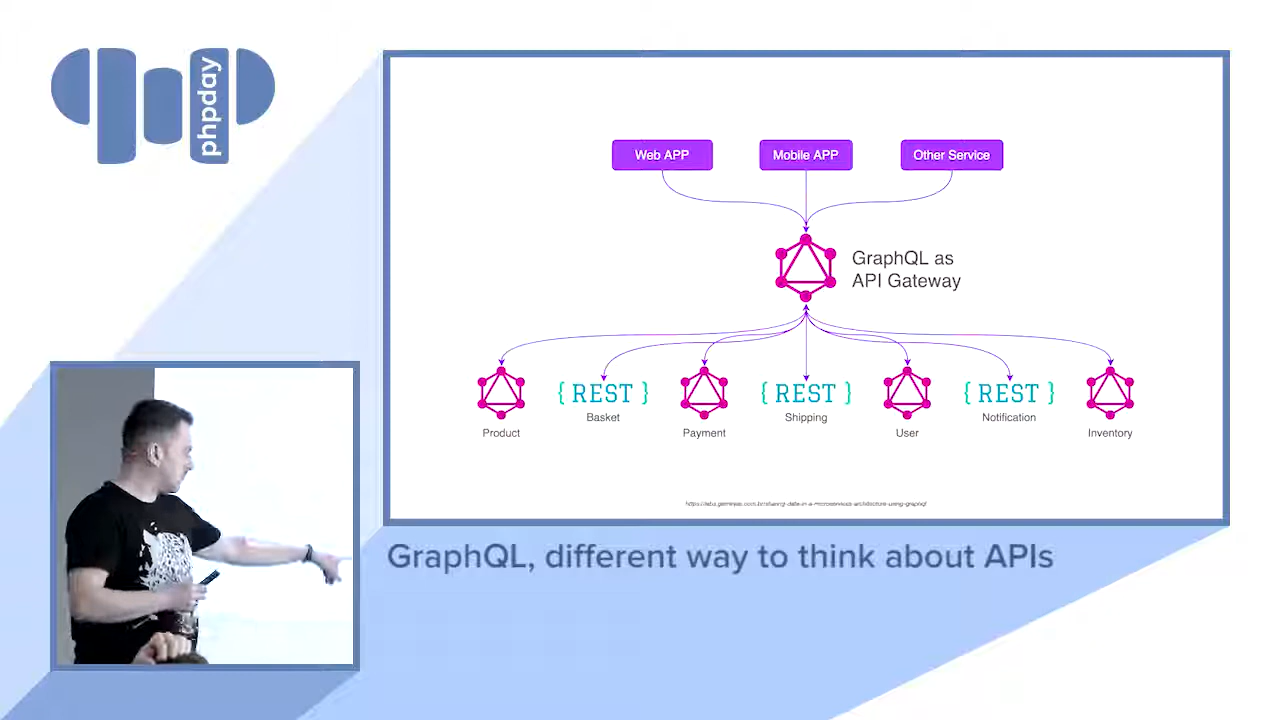 phpday
Web APP
Mobile APP
Other Service
GraphQL as
API Gateway
{ REST }
{ REST }
{ REST }
Product
Basket
Payment
Shipping
User
Notification
Inventory
GraphQL, different way to think about APIs